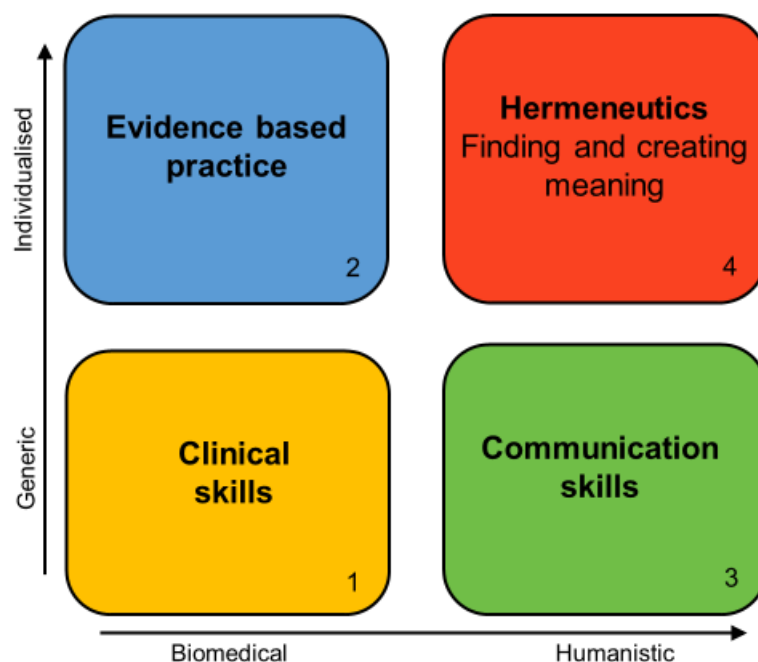 Individualised
Generic
Evidence based
practice
2
Hermeneutics
Finding and creating
meaning
4
Clinical
skills
1
Communication
skills
3
Biomedical
Humanistic